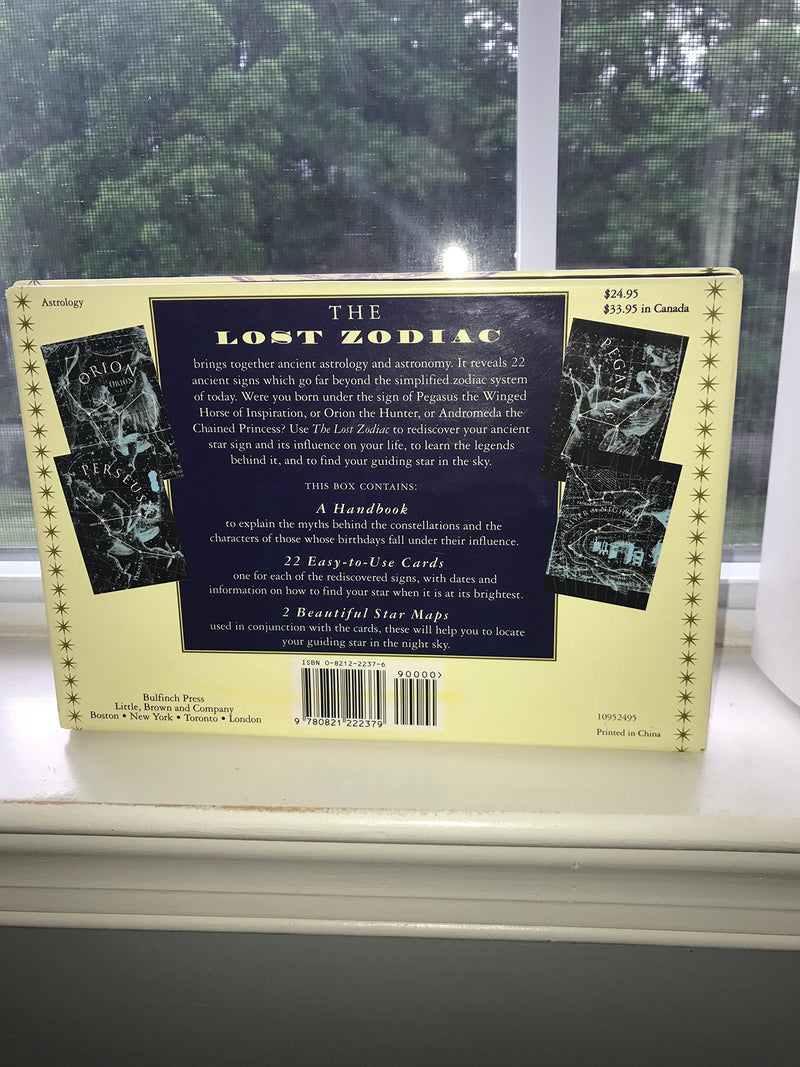 Astrology
$24.95
$33.95 in Canada
THE
LOST ZODIAC
brings together ancient astrology and astronomy. It reveals 22
ancient signs which go far beyond the simplified zodiac system
of today. Were you born under the sign of Pegasus the Winged
Horse of Inspiration, or Orion the Hunter, or Andromeda the
Chained Princess? Use The Lost Zodiac to rediscover your ancient
star sign and its influence on your life, to learn the legends
behind it, and to find your guiding star in the sky.
THIS BOX CONTAINS:
A Handbook
to explain the myths behind the constellations and the
characters of those whose birthdays fall under their influence.
22 Easy-to-Use Cards
one for each of the rediscovered signs, with dates and
information on how to find your star when it is at its brightest.
2 Beautiful Star Maps
used in conjunction with the cards, these will help you to locate
your guiding star in the night sky.
ORION
ORION
PERSEUS
PEGASUS
ISBN 0-8212-2237-6
90000>
9 780821 222379
Bulfinch Press
Little, Brown and Company
Boston • New York • Toronto • London
10952495
Printed in China